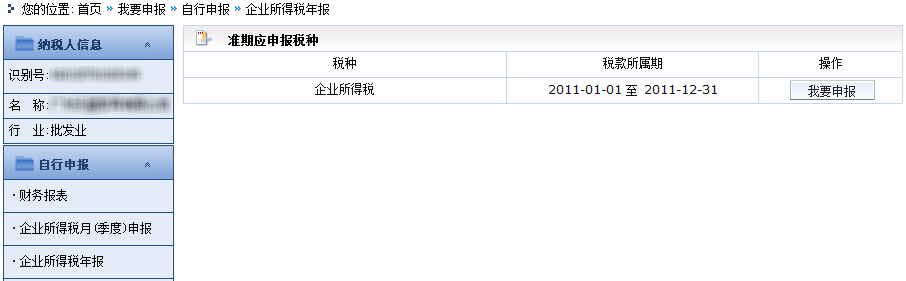 您的位置: 首页 » 我要申报 » 自行申报 » 企业所得税年报
纳税人信息
识别号:
名 称:
行 业:批发业
自行申报
·财务报表
·企业所得税月(季度)申报
·企业所得税年报
准期应申报税种
税种 税款所属期 操作
企业所得税 2011-01-01 至 2011-12-31 我要申报